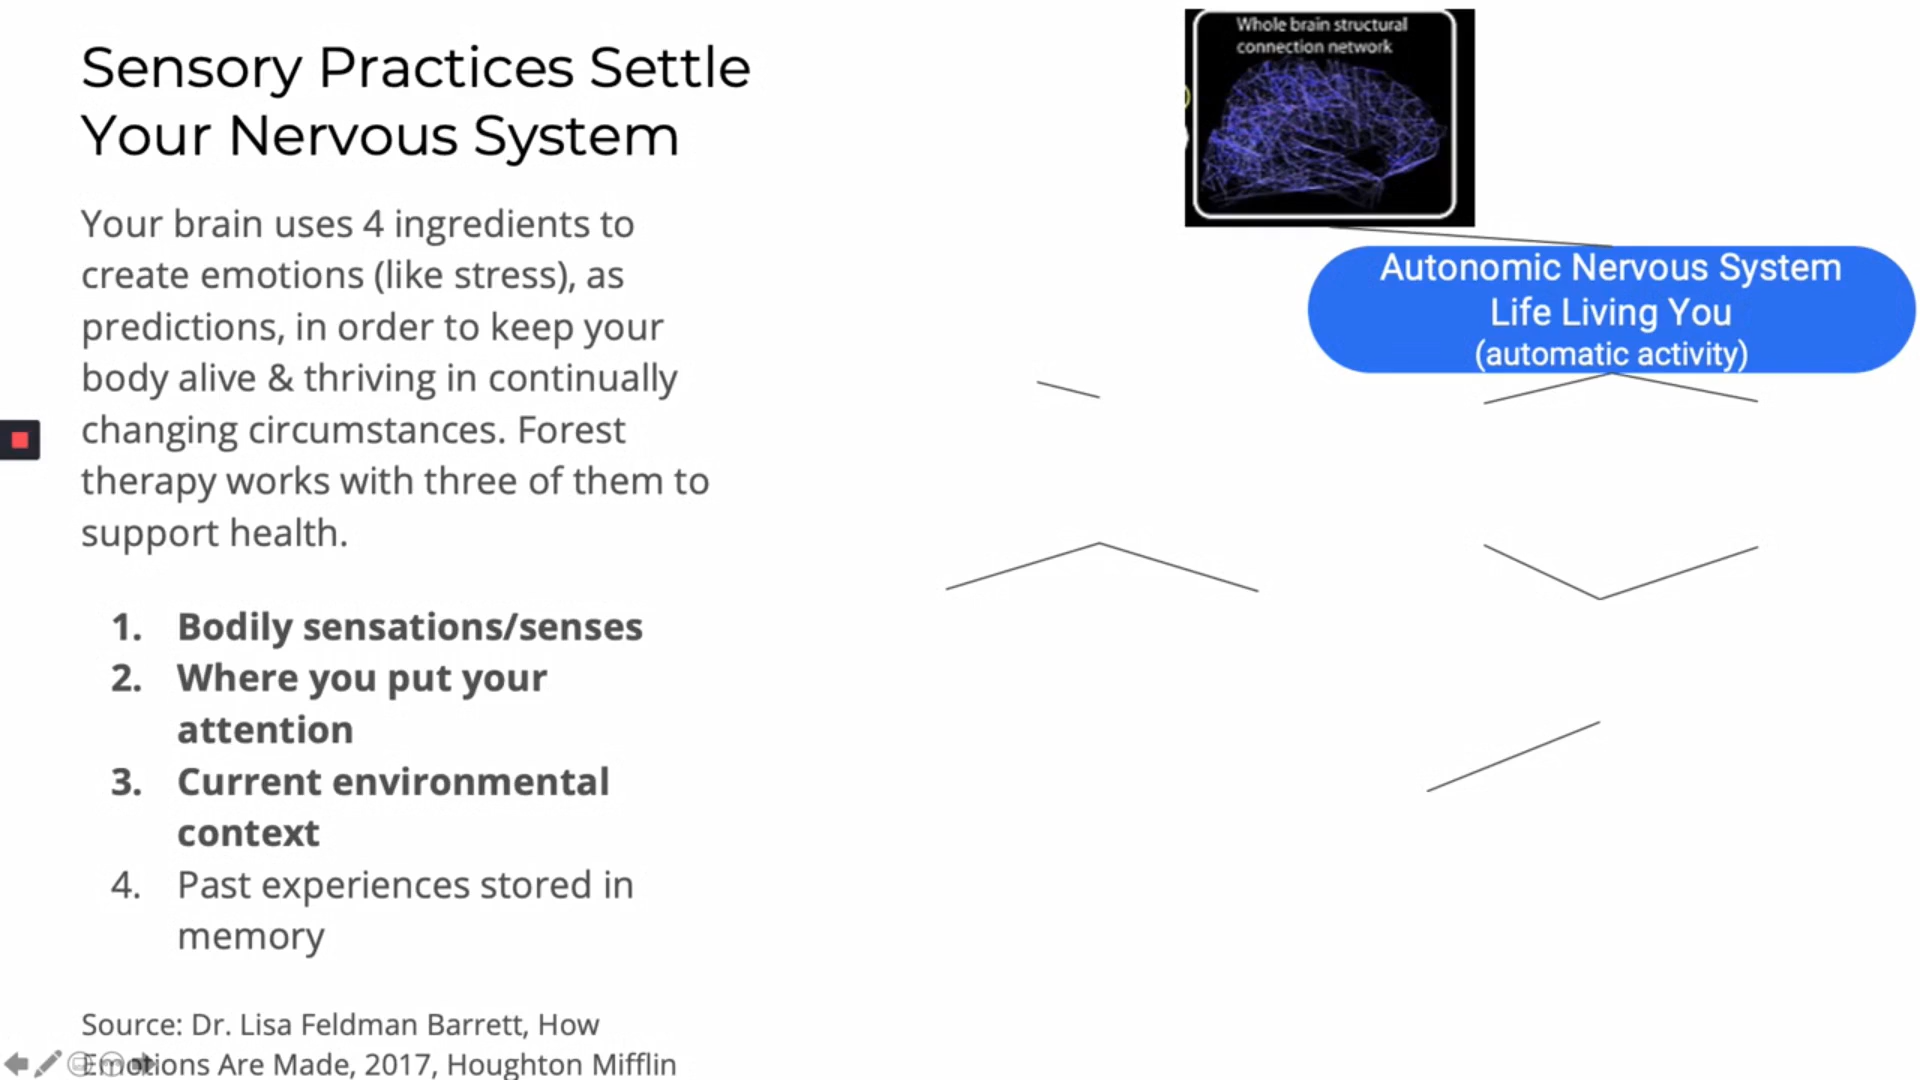 Sensory Practices Settle
Your Nervous System
Your brain uses 4 ingredients to
create emotions (like stress), as
predictions, in order to keep your
body alive & thriving in continually
changing circumstances. Forest
therapy works with three of them to
support health.
1. Bodily sensations/senses
2. Where you put your
attention
3. Current environmental
context
4. Past experiences stored in
memory
Source: Dr. Lisa Feldman Barrett, How
Emotions Are Made, 2017, Houghton Mifflin
Whole brain structural
connection network
Autonomic Nervous System
Life Living You
(automatic activity)